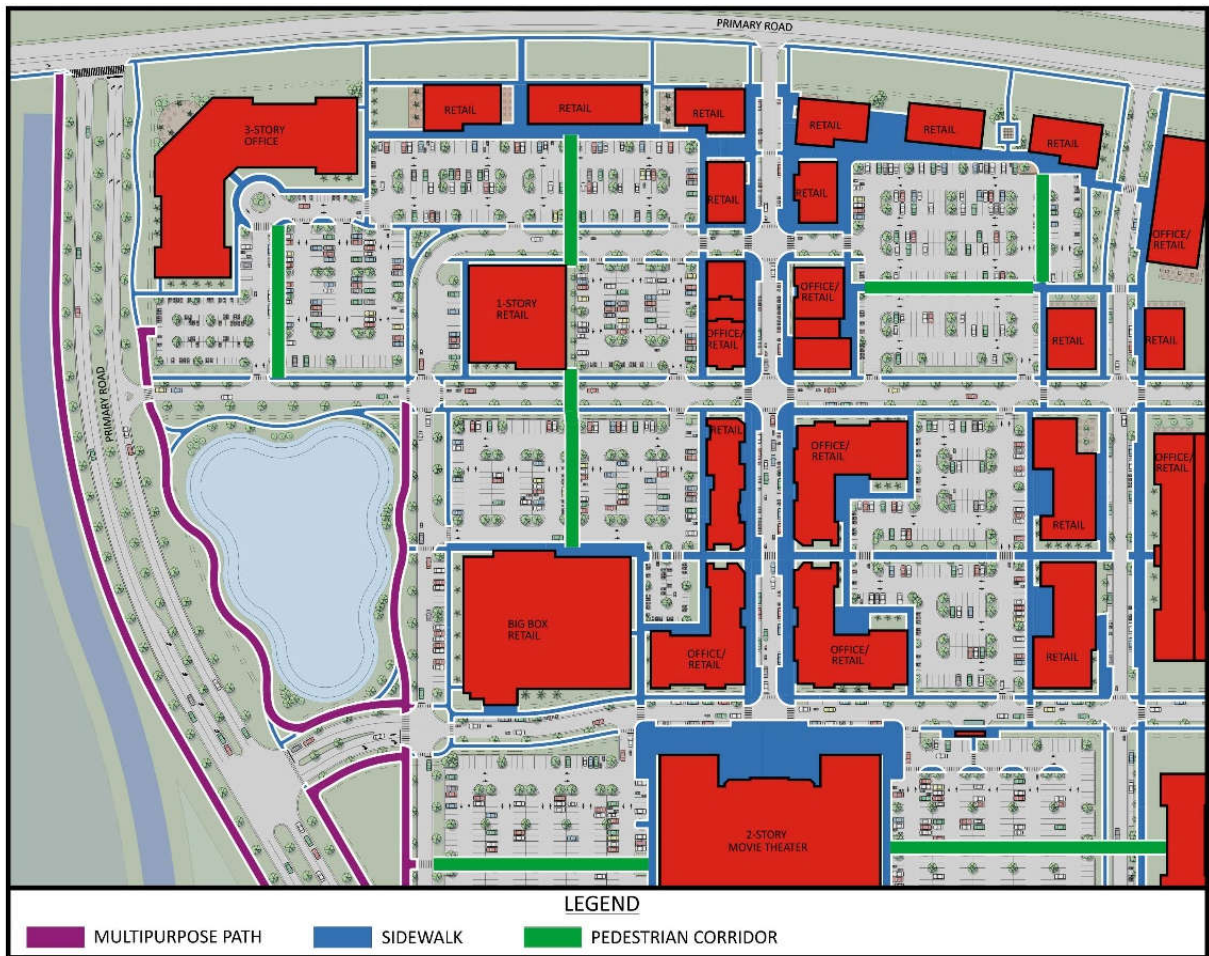 PRIMARY ROAD
RETAIL
RETAIL
RETAIL
RETAIL
RETAIL
RETAIL
3-STORY
OFFICE
RETAIL
RETAIL
OFFICE/
RETAIL
1-STORY
RETAIL
OFFICE/
RETAIL
OFFICE/
RETAIL
RETAIL
RETAIL
PRIMARY ROAD
RETAIL
OFFICE/
RETAIL
RETAIL
OFFICE/
RETAIL
BIG BOX
RETAIL
OFFICE/
RETAIL
OFFICE/
RETAIL
RETAIL
2-STORY
MOVIE THEATER
LEGEND
MULTIPURPOSE PATH
SIDEWALK
PEDESTRIAN CORRIDOR